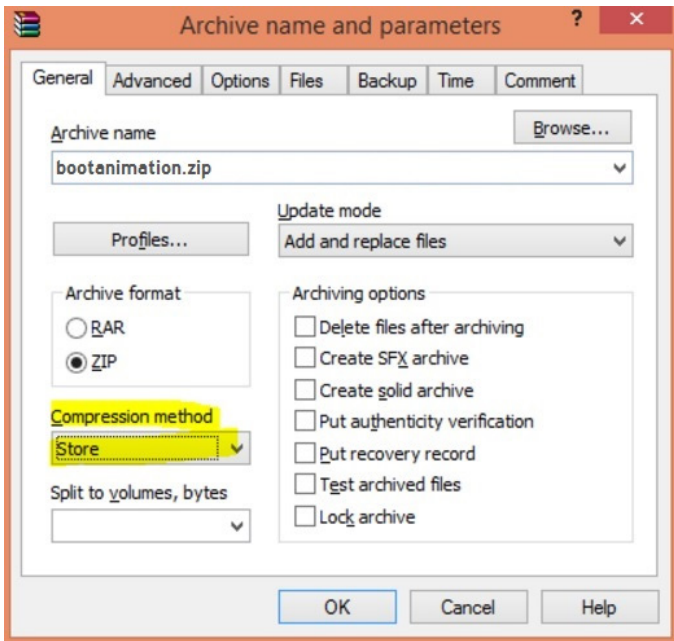 Archive name and parameters
?
General Advanced Options Files Backup Time Comment
Archive name
Browse...
bootanimation.zip
Profiles...
Update mode
Add and replace files
Archive format
RAR
ZIP
Compression method
Store
Split to volumes, bytes
Archiving options
Delete files after archiving
Create SFX archive
Create solid archive
Put authenticity verification
Put recovery record
Test archived files
Lock archive
OK Cancel Help